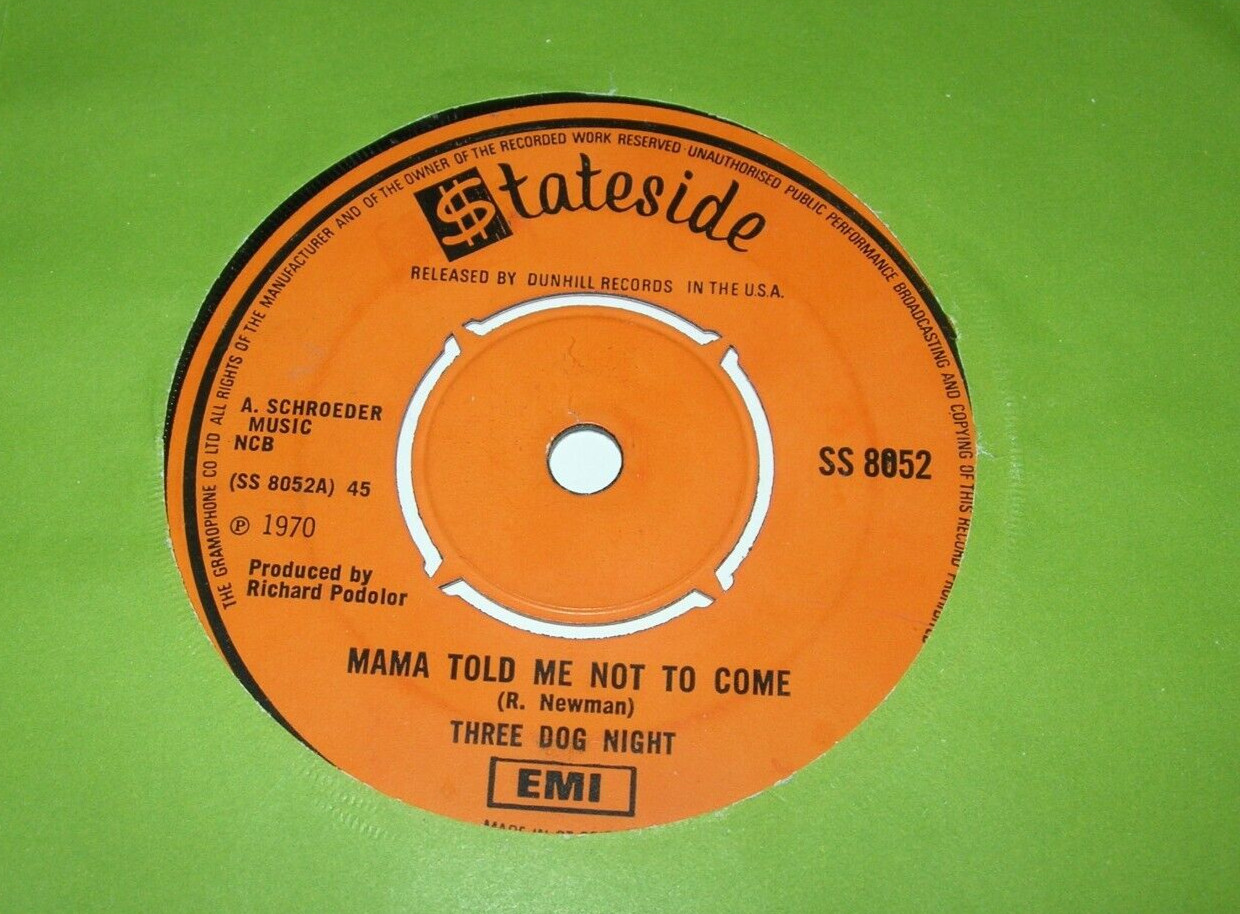 THE GRAMOPHONE CO LTD ALL RIGHTS OF THE MANUFACTURER AND OF THE OWNER OF THE RECORDED WORK RESERVED · UNAUTHORISED PUBLIC PERFORMANCE BROADCASTING AND COPYING OF THIS RECORD
$tateside
RELEASED BY DUNHILL RECORDS IN THE U.S.A.
A. SCHROEDER
MUSIC
NCB
(SS 8052A) 45
℗ 1970
Produced by
Richard Podolor
SS 8052
MAMA TOLD ME NOT TO COME
(R. Newman)
THREE DOG NIGHT
EMI
MADE IN